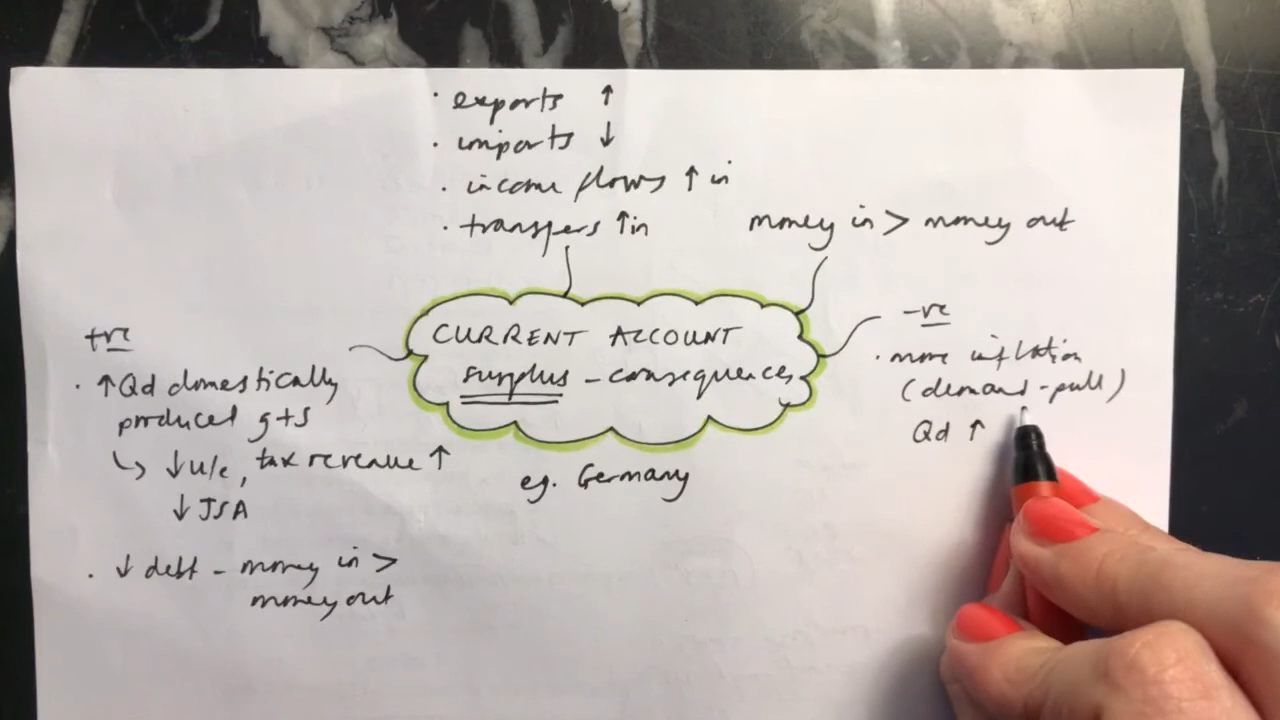 · exports ↑
· imports ↓
· income flows ↑ in
· transfers ↑in
money in > money out
CURRENT ACCOUNT
surplus - consequences
eg. Germany
+ve
· ↑Qd domestically
produced g+s
↳ ↓u/e, tax revenue ↑
↓ JSA
· ↓ debt - money in >
money out
-ve
· more inflation
(demand-pull)
Qd ↑